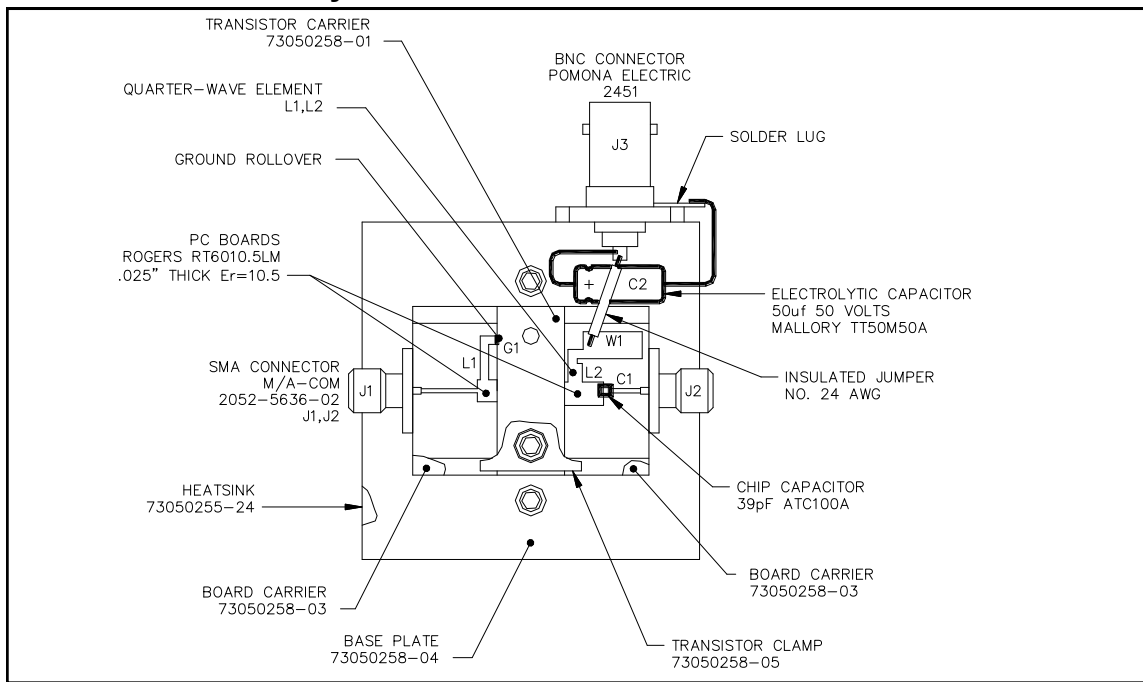 TRANSISTOR CARRIER
73050258-01
QUARTER-WAVE ELEMENT
L1,L2
GROUND ROLLOVER
PC BOARDS
ROGERS RT6010.5LM
.025" THICK Er=10.5
SMA CONNECTOR
M/A-COM
2052-5636-02
J1,J2
HEATSINK
73050255-24
BOARD CARRIER
73050258-03
BASE PLATE
73050258-04
BNC CONNECTOR
POMONA ELECTRIC
2451
J3
SOLDER LUG
+ C2
ELECTROLYTIC CAPACITOR
50uf 50 VOLTS
MALLORY TT50M50A
W1
G1
L1
L2
C1
J1
J2
INSULATED JUMPER
NO. 24 AWG
CHIP CAPACITOR
39pF ATC100A
BOARD CARRIER
73050258-03
TRANSISTOR CLAMP
73050258-05